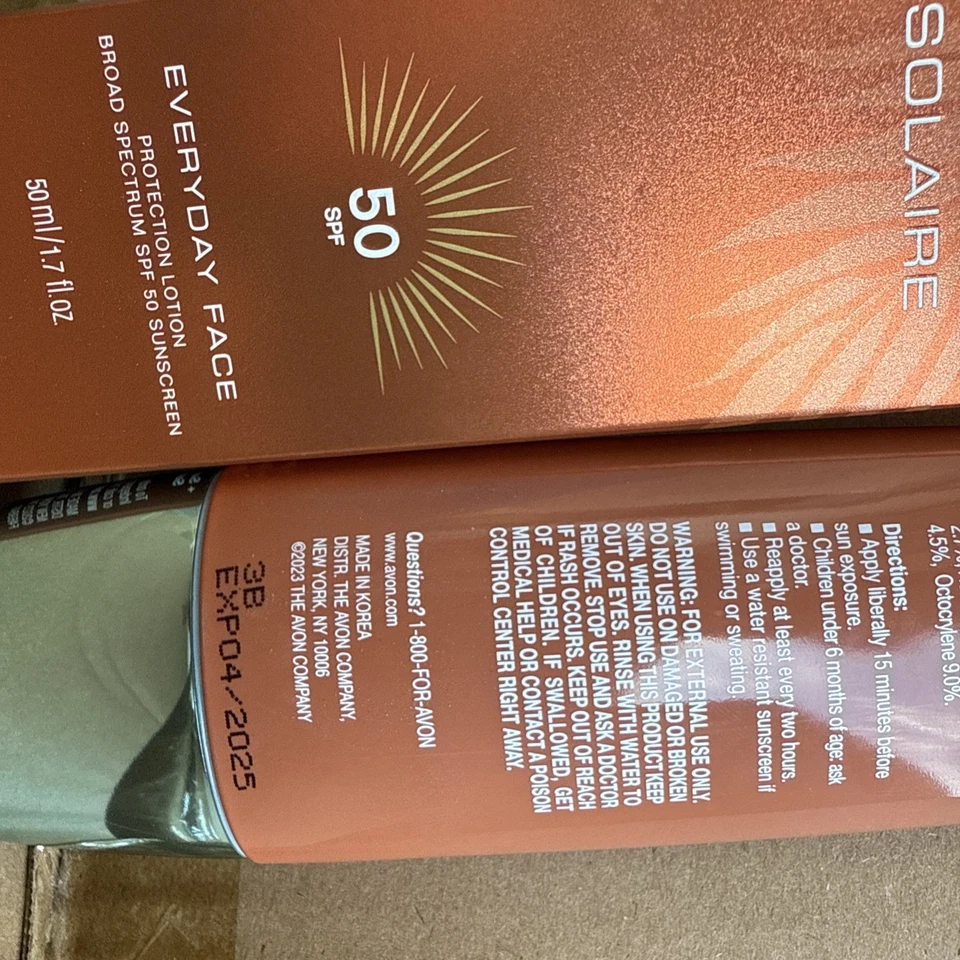 SOLAIRE
50
SPF
EVERYDAY FACE
PROTECTION LOTION
BROAD SPECTRUM SPF 50 SUNSCREEN
50 ml/1.7 fl.oz.
4.5%, Octocrylene 9.0%.
Directions:
■ Apply liberally 15 minutes before
sun exposure.
■ Children under 6 months of age: ask
a doctor.
■ Reapply at least every two hours.
■ Use a water resistant sunscreen if
swimming or sweating.
WARNING: FOR EXTERNAL USE ONLY.
DO NOT USE ON DAMAGED OR BROKEN
SKIN. WHEN USING THIS PRODUCT KEEP
OUT OF EYES. RINSE WITH WATER TO
REMOVE. STOP USE AND ASK A DOCTOR
IF RASH OCCURS. KEEP OUT OF REACH
OF CHILDREN. IF SWALLOWED, GET
MEDICAL HELP OR CONTACT A POISON
CONTROL CENTER RIGHT AWAY.
Questions? 1-800-FOR-AVON
www.avon.com
MADE IN KOREA
DISTR. THE AVON COMPANY,
NEW YORK, NY 10006
©2023 THE AVON COMPANY
3B
EXP04/2025